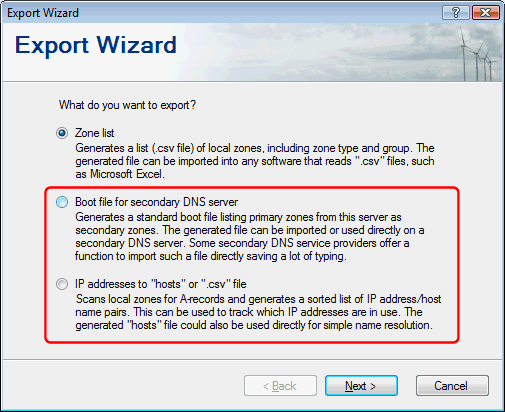 Export Wizard
Export Wizard
What do you want to export?
Zone list
Generates a list (.csv file) of local zones, including zone type and group. The
generated file can be imported into any software that reads ".csv" files, such
as Microsoft Excel.
Boot file for secondary DNS server
Generates a standard boot file listing primary zones from this server as
secondary zones. The generated file can be imported or used directly on a
secondary DNS server. Some secondary DNS service providers offer a
function to import such a file directly saving a lot of typing.
IP addresses to "hosts" or ".csv" file
Scans local zones for A-records and generates a sorted list of IP address/host
name pairs. This can be used to track which IP addresses are in use. The
generated "hosts" file could also be used directly for simple name resolution.
< Back
Next >
Cancel